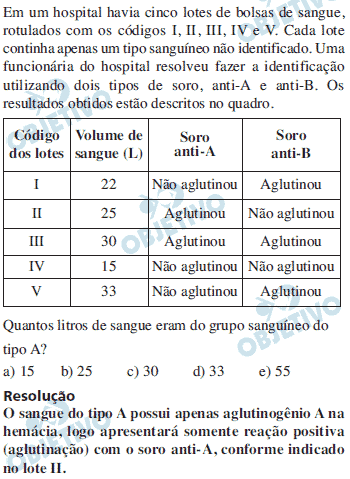 Em um hospital havia cinco lotes de bolsas de sangue,
rotulados com os códigos I, II, III, IV e V. Cada lote
continha apenas um tipo sanguíneo não identificado. Uma
funcionária do hospital resolveu fazer a identificação
utilizando dois tipos de soro, anti-A e anti-B. Os
resultados obtidos estão descritos no quadro.
Código dos lotes Volume de sangue (L) Soro anti-A Soro anti-B
I 22 Não aglutinou Aglutinou
II 25 Aglutinou Não aglutinou
III 30 Aglutinou Aglutinou
IV 15 Não aglutinou Não aglutinou
V 33 Não aglutinou Aglutinou
Quantos litros de sangue eram do grupo sanguíneo do
tipo A?
a) 15 b) 25 c) 30 d) 33 e) 55
Resolução
O sangue do tipo A possui apenas aglutinogênio A na
hemácia, logo apresentará somente reação positiva
(aglutinação) com o soro anti-A, conforme indicado
no lote II.
OBJETIVO
OBJETIVO
OBJETIVO
OBJETIVO
OBJETIVO